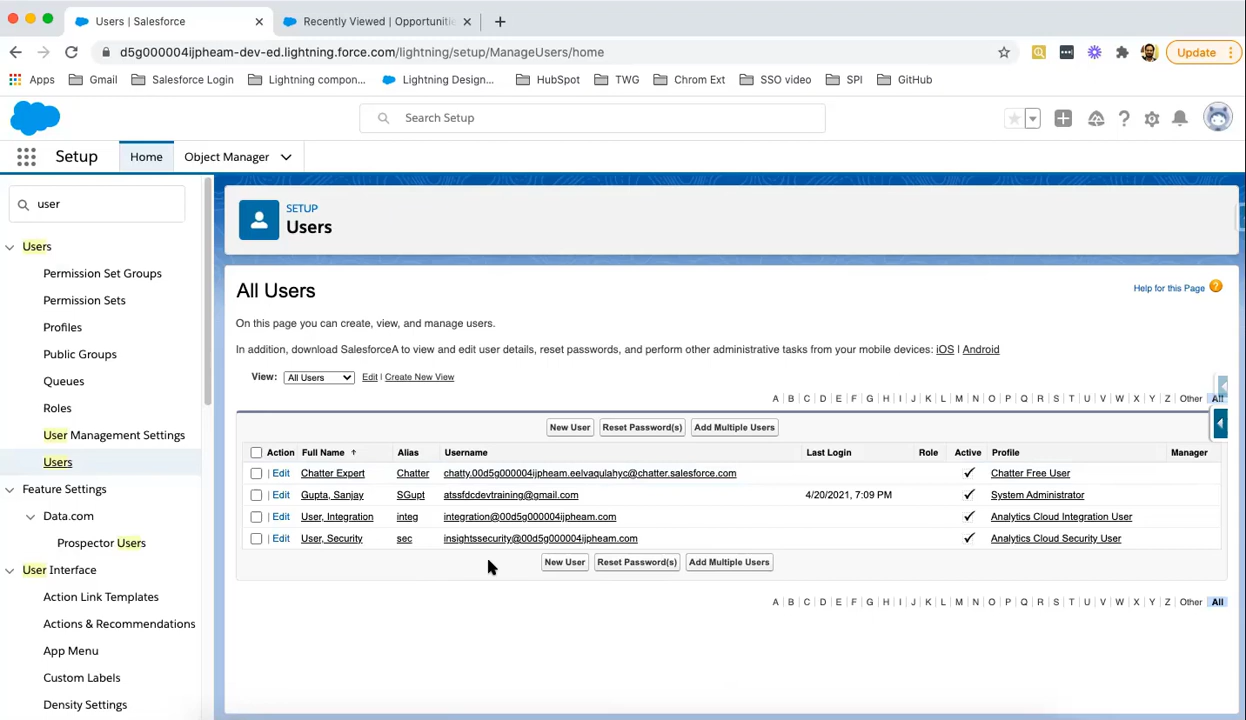 Users | Salesforce
Recently Viewed | Opportunitie
d5g000004ijpheam-dev-ed.lightning.force.com/lightning/setup/ManageUsers/home
Update
Apps Gmail Salesforce Login Lightning compon... Lightning Design... HubSpot TWG Chrom Ext SSO video SPI GitHub
Search Setup
Setup Home Object Manager
user
Users
Permission Set Groups
Permission Sets
Profiles
Public Groups
Queues
Roles
User Management Settings
Users
Feature Settings
Data.com
Prospector Users
User Interface
Action Link Templates
Actions & Recommendations
App Menu
Custom Labels
Density Settings
SETUP
Users
All Users
Help for this Page ?
On this page you can create, view, and manage users.
In addition, download SalesforceA to view and edit user details, reset passwords, and perform other administrative tasks from your mobile devices: iOS | Android
View: All Users Edit | Create New View
A | B | C | D | E | F | G | H | I | J | K | L | M | N | O | P | Q | R | S | T | U | V | W | X | Y | Z | Other | All
New User Reset Password(s) Add Multiple Users
Action Full Name Alias Username Last Login Role Active Profile Manager
| Edit Chatter Expert Chatter chatty.00d5g000004ijpheam.eelvaqulahyc@chatter.salesforce.com Chatter Free User
| Edit Gupta, Sanjay SGupt atssfdcdevtraining@gmail.com 4/20/2021, 7:09 PM System Administrator
| Edit User, Integration integ integration@00d5g000004ijpheam.com Analytics Cloud Integration User
| Edit User, Security sec insightssecurity@00d5g000004ijpheam.com Analytics Cloud Security User
New User Reset Password(s) Add Multiple Users
A | B | C | D | E | F | G | H | I | J | K | L | M | N | O | P | Q | R | S | T | U | V | W | X | Y | Z | Other | All